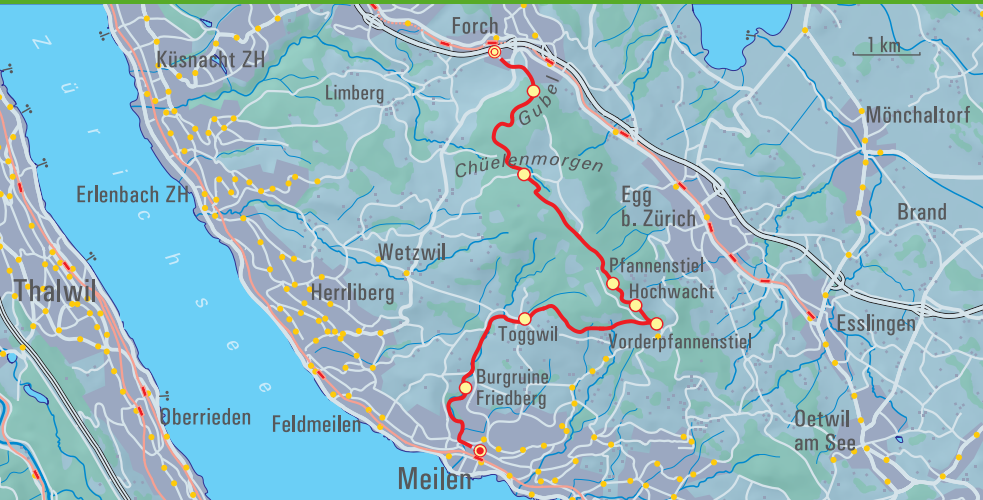 Forch
Küsnacht ZH
1 km
Limberg
Gubel
Mönchaltorf
Chüelenmorgen
Erlenbach ZH
Egg
b. Zürich
Brand
Zürichsee
Wetzwil
Pfannenstiel
Thalwil
Herrliberg
Hochwacht
Esslingen
Toggwil
Vorderpfannenstiel
Burgruine
Friedberg
Oberrieden
Feldmeilen
Oetwil
am See
Meilen